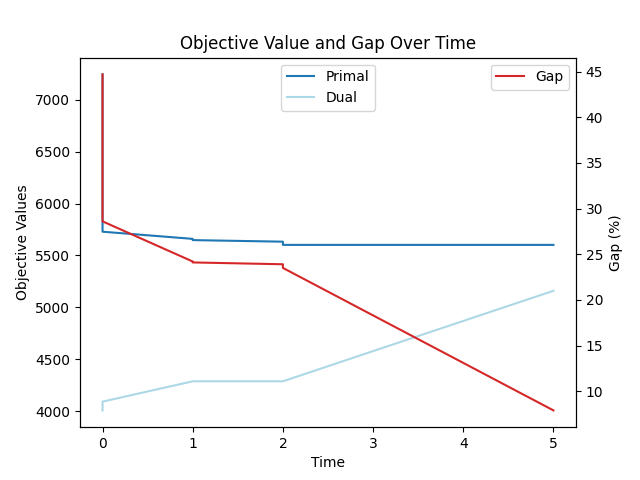 Objective Value and Gap Over Time
Primal
Dual
Gap
7000
6500
6000
5500
5000
4500
4000
Objective Values
45
40
35
30
25
20
15
10
Gap (%)
0 1 2 3 4 5
Time